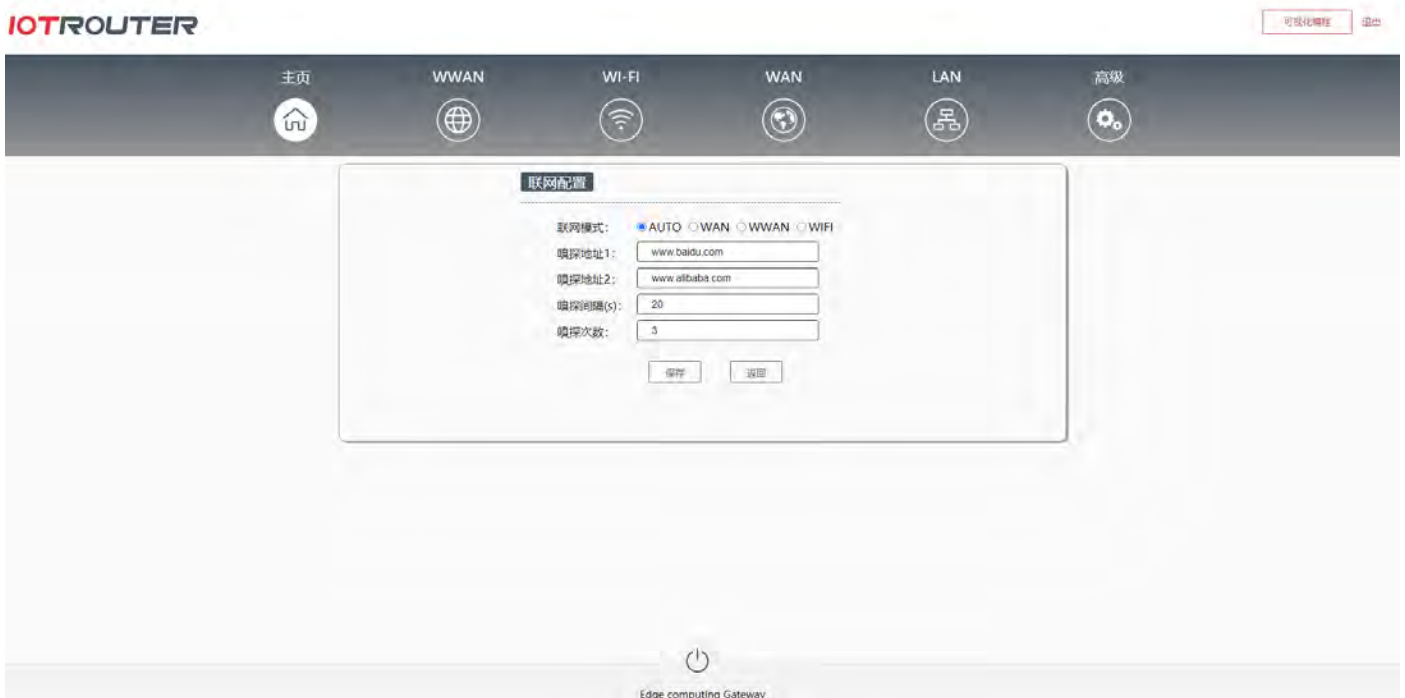 IOTROUTER
可视化编程 退出
主页 WWAN WI-FI WAN LAN 高级
联网配置
联网模式: AUTO WAN WWAN WIFI
嗅探地址1: www.baidu.com
嗅探地址2: www.alibaba.com
嗅探间隔(s): 20
嗅探次数: 3
保存 返回
Edge computing Gateway